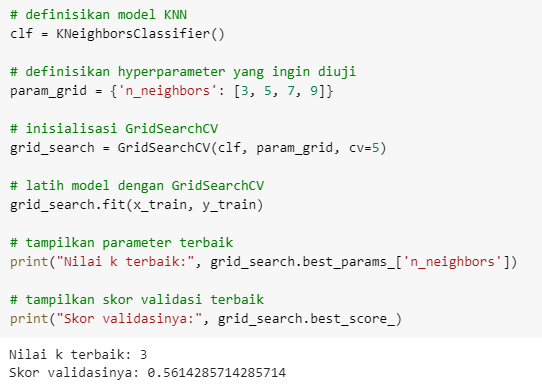 # definisikan model KNN
clf = KNeighborsClassifier()
# definisikan hyperparameter yang ingin diuji
param_grid = {'n_neighbors': [3, 5, 7, 9]}
# inisialisasi GridSearchCV
grid_search = GridSearchCV(clf, param_grid, cv=5)
# latih model dengan GridSearchCV
grid_search.fit(x_train, y_train)
# tampilkan parameter terbaik
print("Nilai k terbaik:", grid_search.best_params_['n_neighbors'])
# tampilkan skor validasi terbaik
print("Skor validasinya:", grid_search.best_score_)
Nilai k terbaik: 3
Skor validasinya: 0.5614285714285714